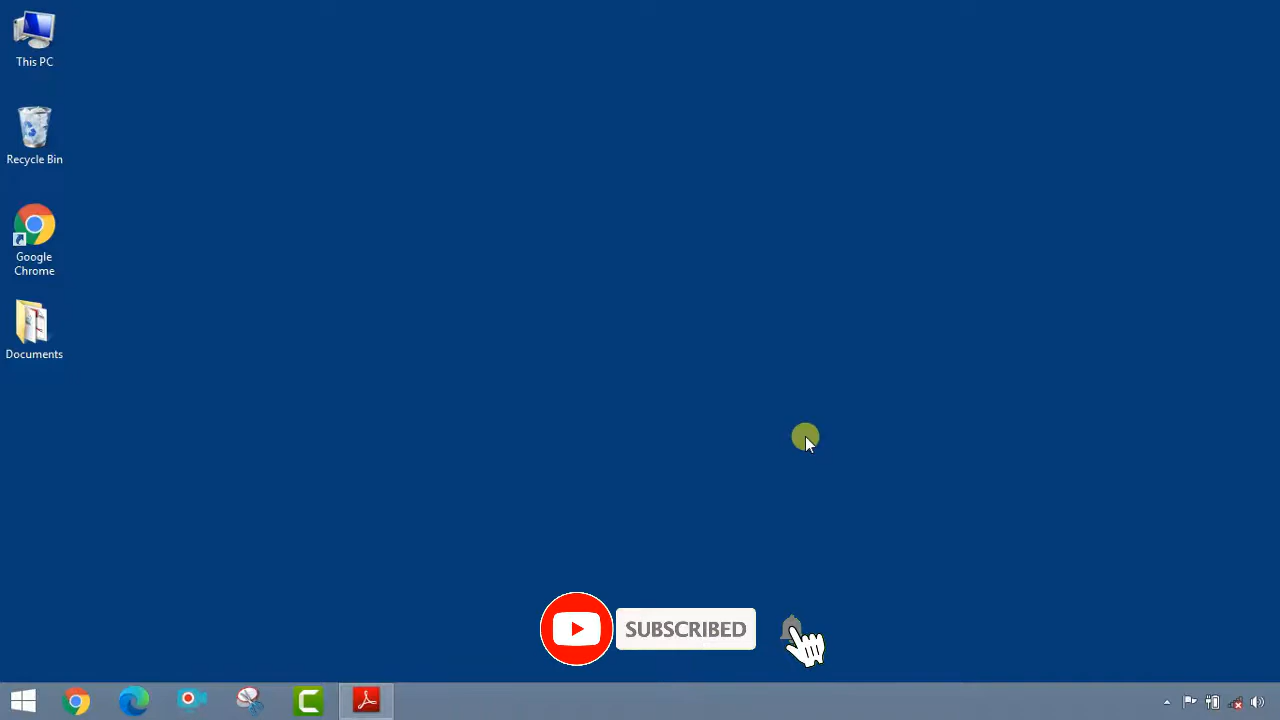 This PC
Recycle Bin
Google
Chrome
Documents
SUBSCRIBED